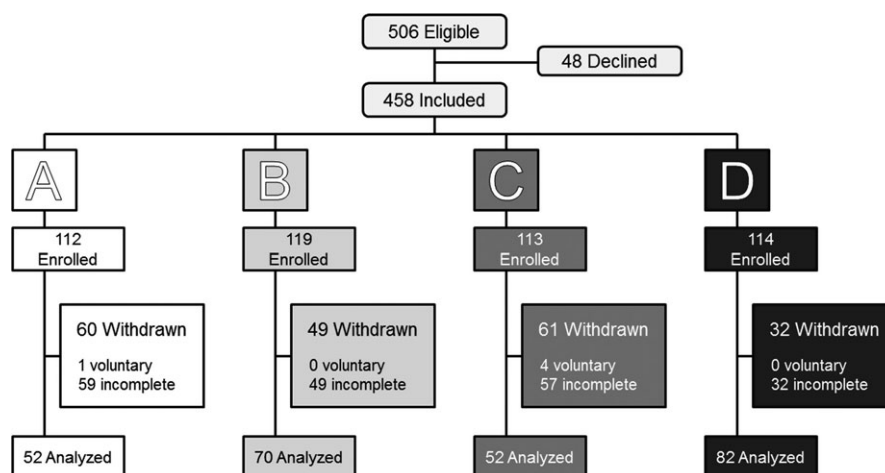 506 Eligible
48 Declined
458 Included
A
B
C
D
112
Enrolled
119
Enrolled
113
Enrolled
114
Enrolled
60 Withdrawn
1 voluntary
59 incomplete
49 Withdrawn
0 voluntary
49 incomplete
61 Withdrawn
4 voluntary
57 incomplete
32 Withdrawn
0 voluntary
32 incomplete
52 Analyzed
70 Analyzed
52 Analyzed
82 Analyzed